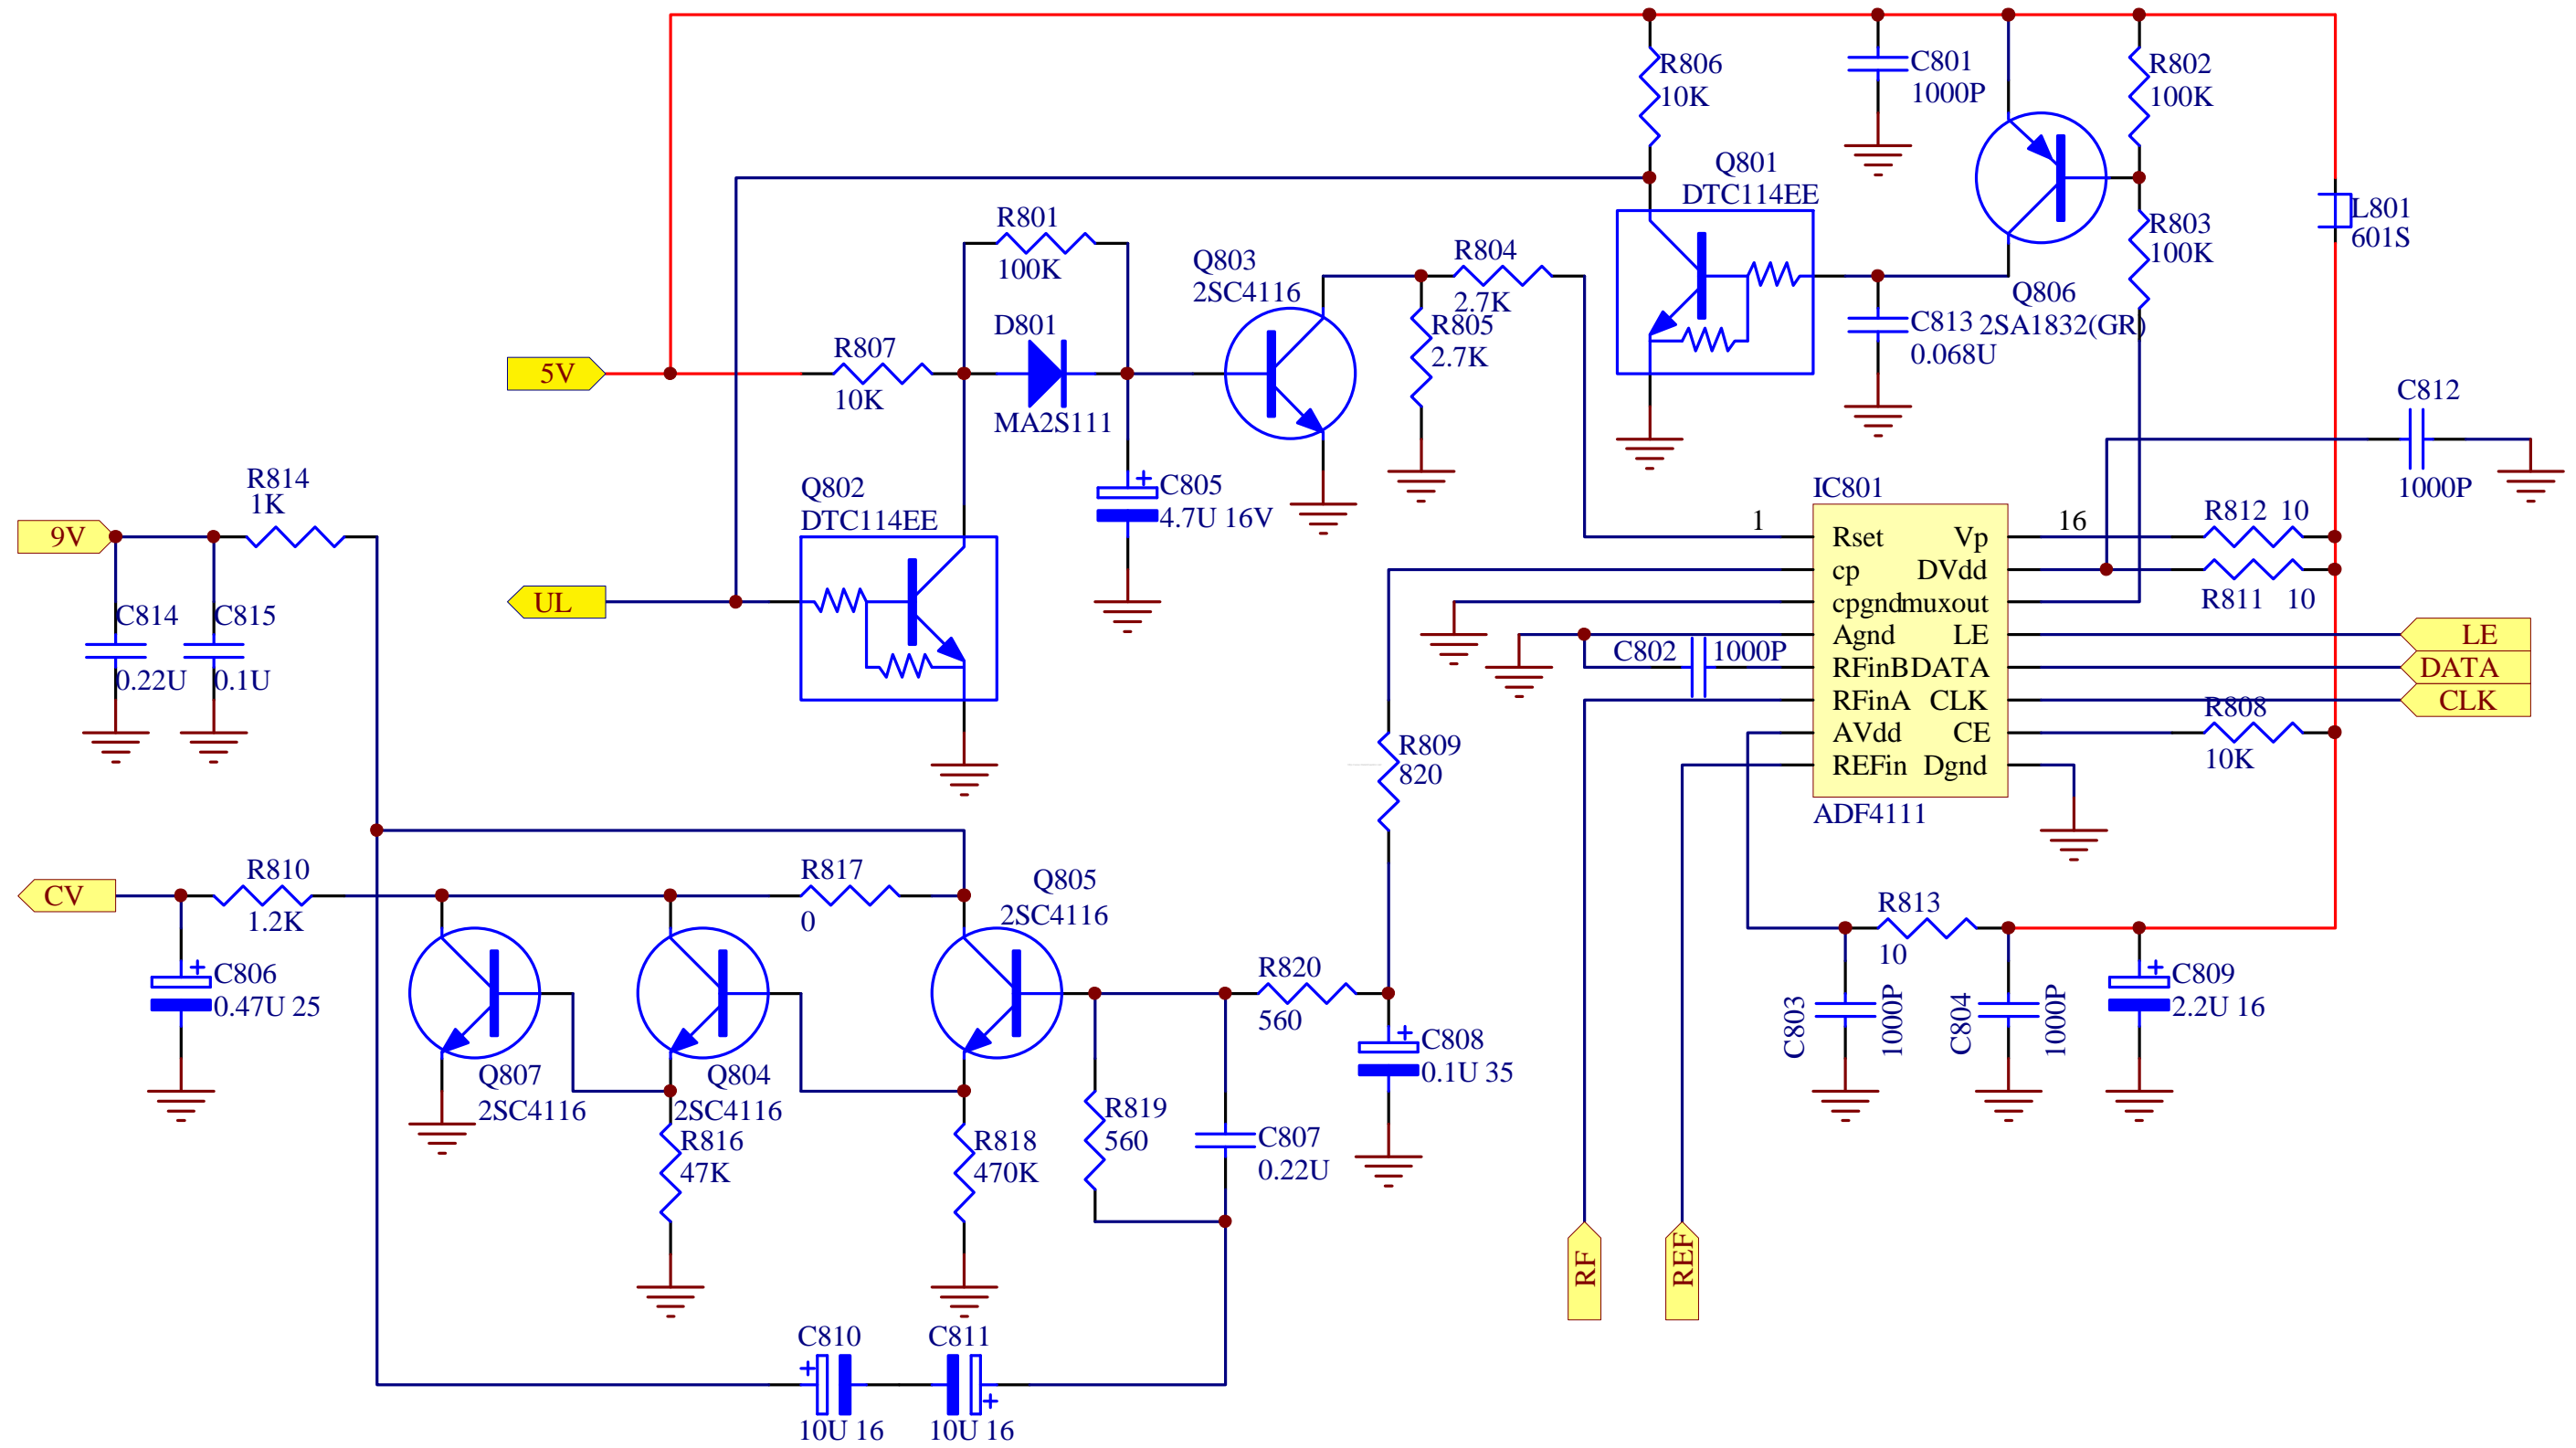 R806
10K
C801
1000P
R802
100K
Q801
DTC114EE
R801
100K
L801
601S
R803
100K
Q803
2SC4116
R804
2.7K
Q806
2SA1832(GR)
D801
MA2S111
R805
2.7K
C813
0.068U
R807
10K
5V
C812
1000P
R814
1K
Q802
DTC114EE
C805
4.7U 16V
IC801
9V
1
Rset
Vp
16
R812 10
cp
DVdd
R811 10
UL
cpgnd
muxout
C814
0.22U
C815
0.1U
Agnd
LE
LE
C802
1000P
RFinB
DATA
DATA
RFinA
CLK
CLK
R808
10K
AVdd
CE
REFin
Dgnd
ADF4111
R809
820
R810
1.2K
R817
0
Q805
2SC4116
CV
R813
10
C806
0.47U 25
R820
560
C803
1000P
C804
1000P
C809
2.2U 16
C808
0.1U 35
Q807
2SC4116
Q804
2SC4116
R819
560
R816
47K
R818
470K
C807
0.22U
RF
REF
C810
10U 16
C811
10U 16